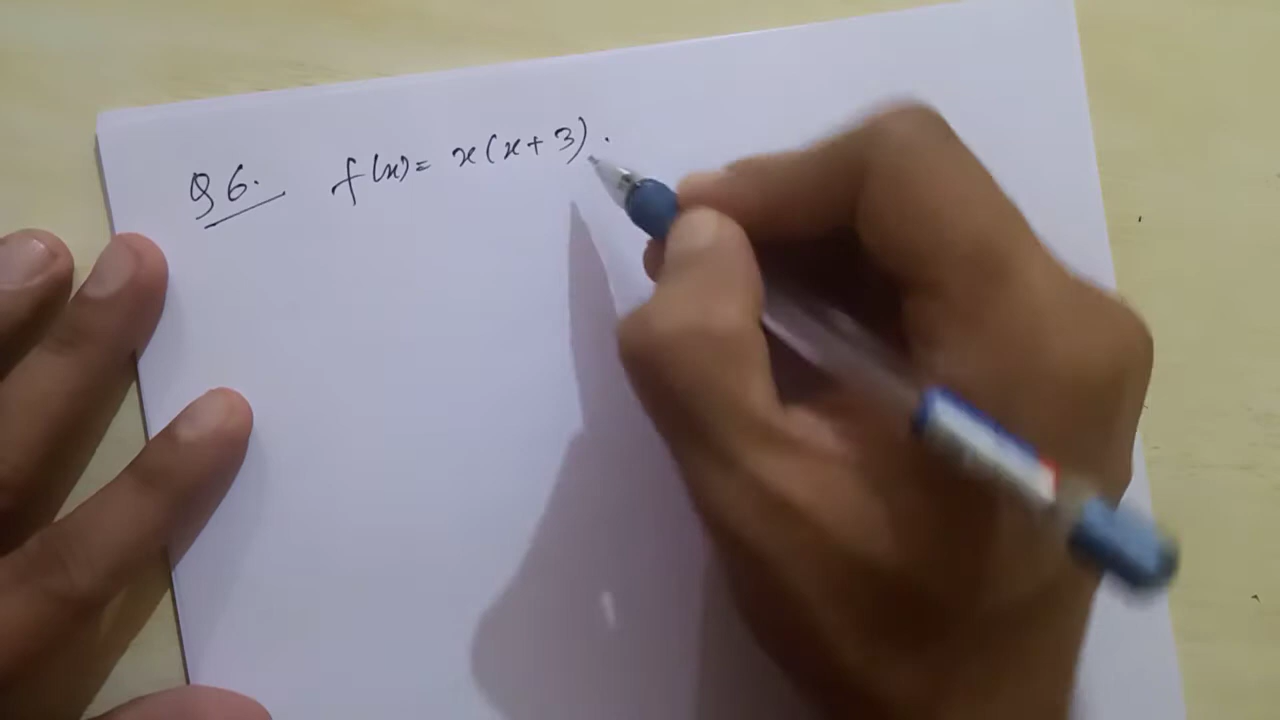 Q6. f(x)= x(x+3).